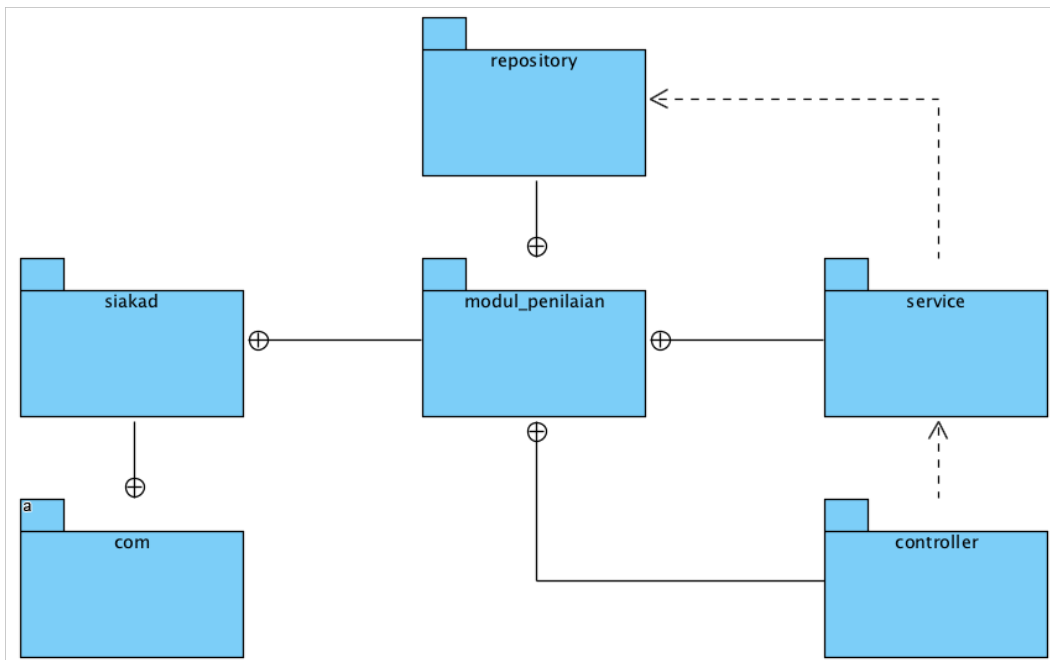 repository
siakad
modul_penilaian
service
a
com
controller